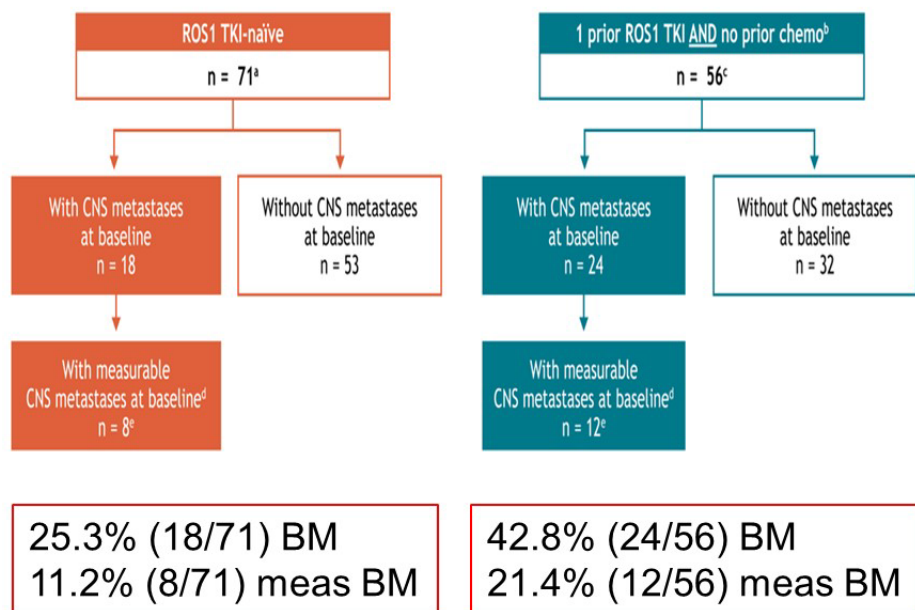 ROS1 TKI-naïve
n = 71ᵃ
With CNS metastases
at baseline
n = 18
Without CNS metastases
at baseline
n = 53
With measurable
CNS metastases at baselineᵈ
n = 8ᵉ
25.3% (18/71) BM
11.2% (8/71) meas BM
1 prior ROS1 TKI AND no prior chemoᵇ
n = 56ᶜ
With CNS metastases
at baseline
n = 24
Without CNS metastases
at baseline
n = 32
With measurable
CNS metastases at baselineᵈ
n = 12ᵉ
42.8% (24/56) BM
21.4% (12/56) meas BM